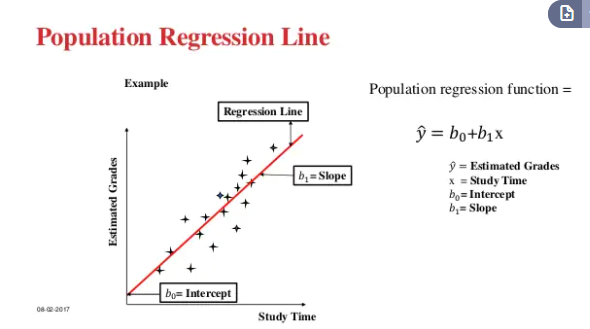 Population Regression Line
Example
Population regression function =
Regression Line
ŷ = b₀+b₁x
b₁= Slope
ŷ = Estimated Grades
x = Study Time
b₀= Intercept
b₁= Slope
Estimated Grades
b₀= Intercept
08-02-2017
Study Time